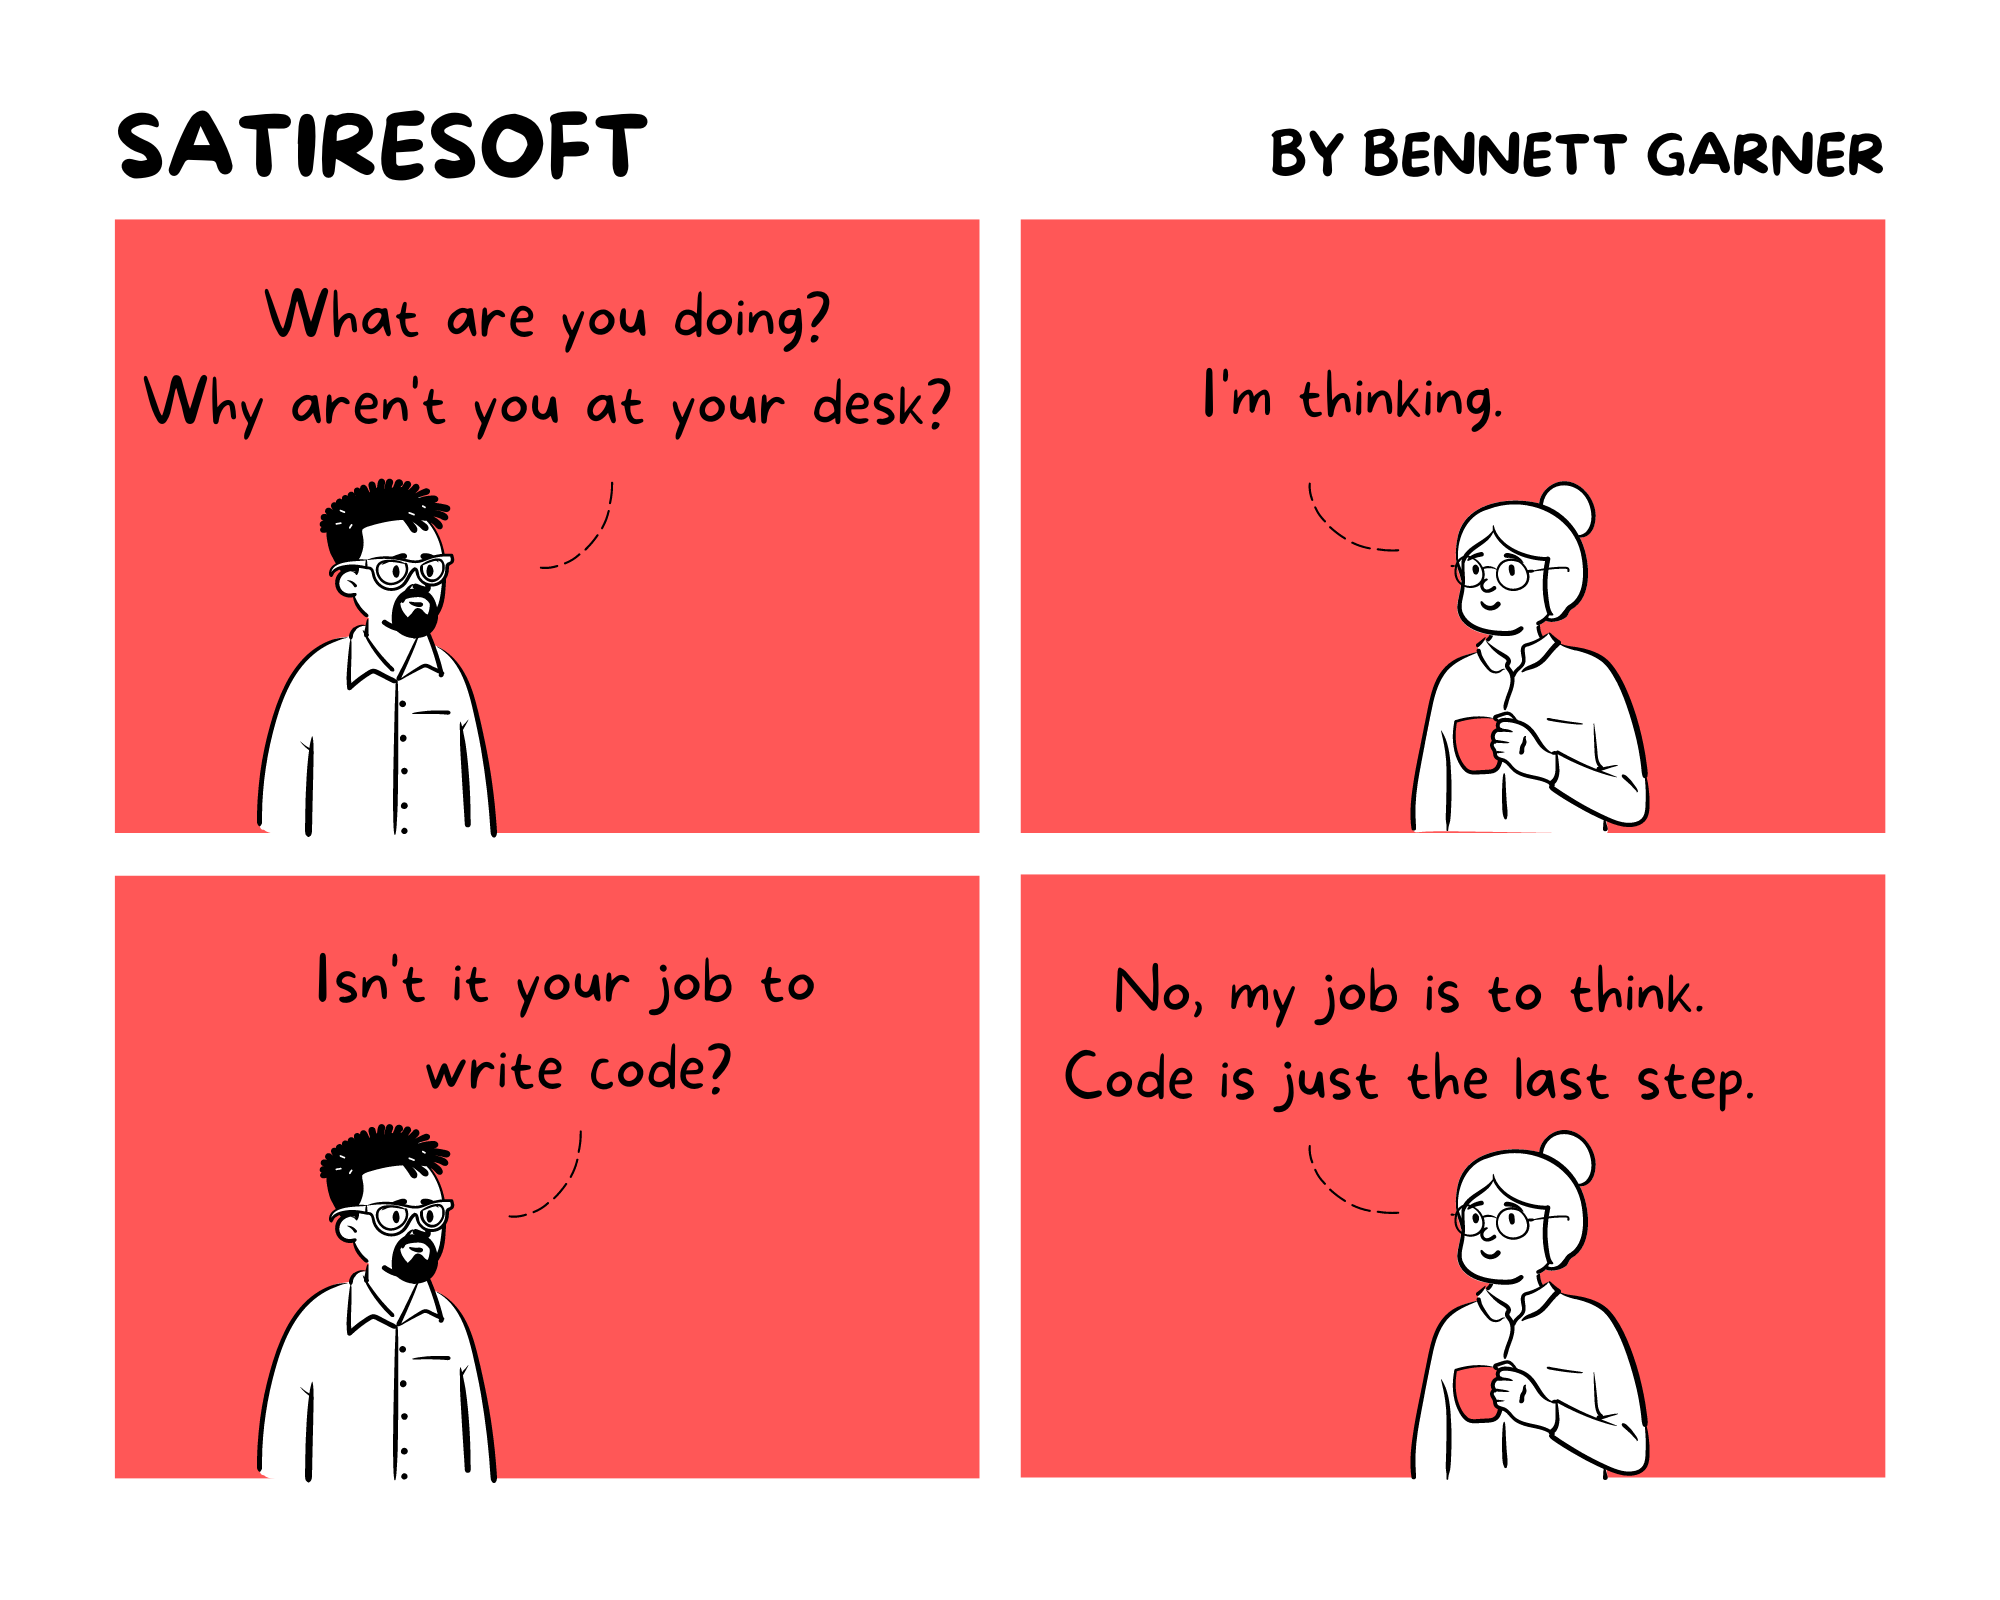 SATIRESOFT
BY BENNETT GARNER
What are you doing?
Why aren't you at your desk?
I'm thinking.
Isn't it your job to
write code?
No, my job is to think.
Code is just the last step.